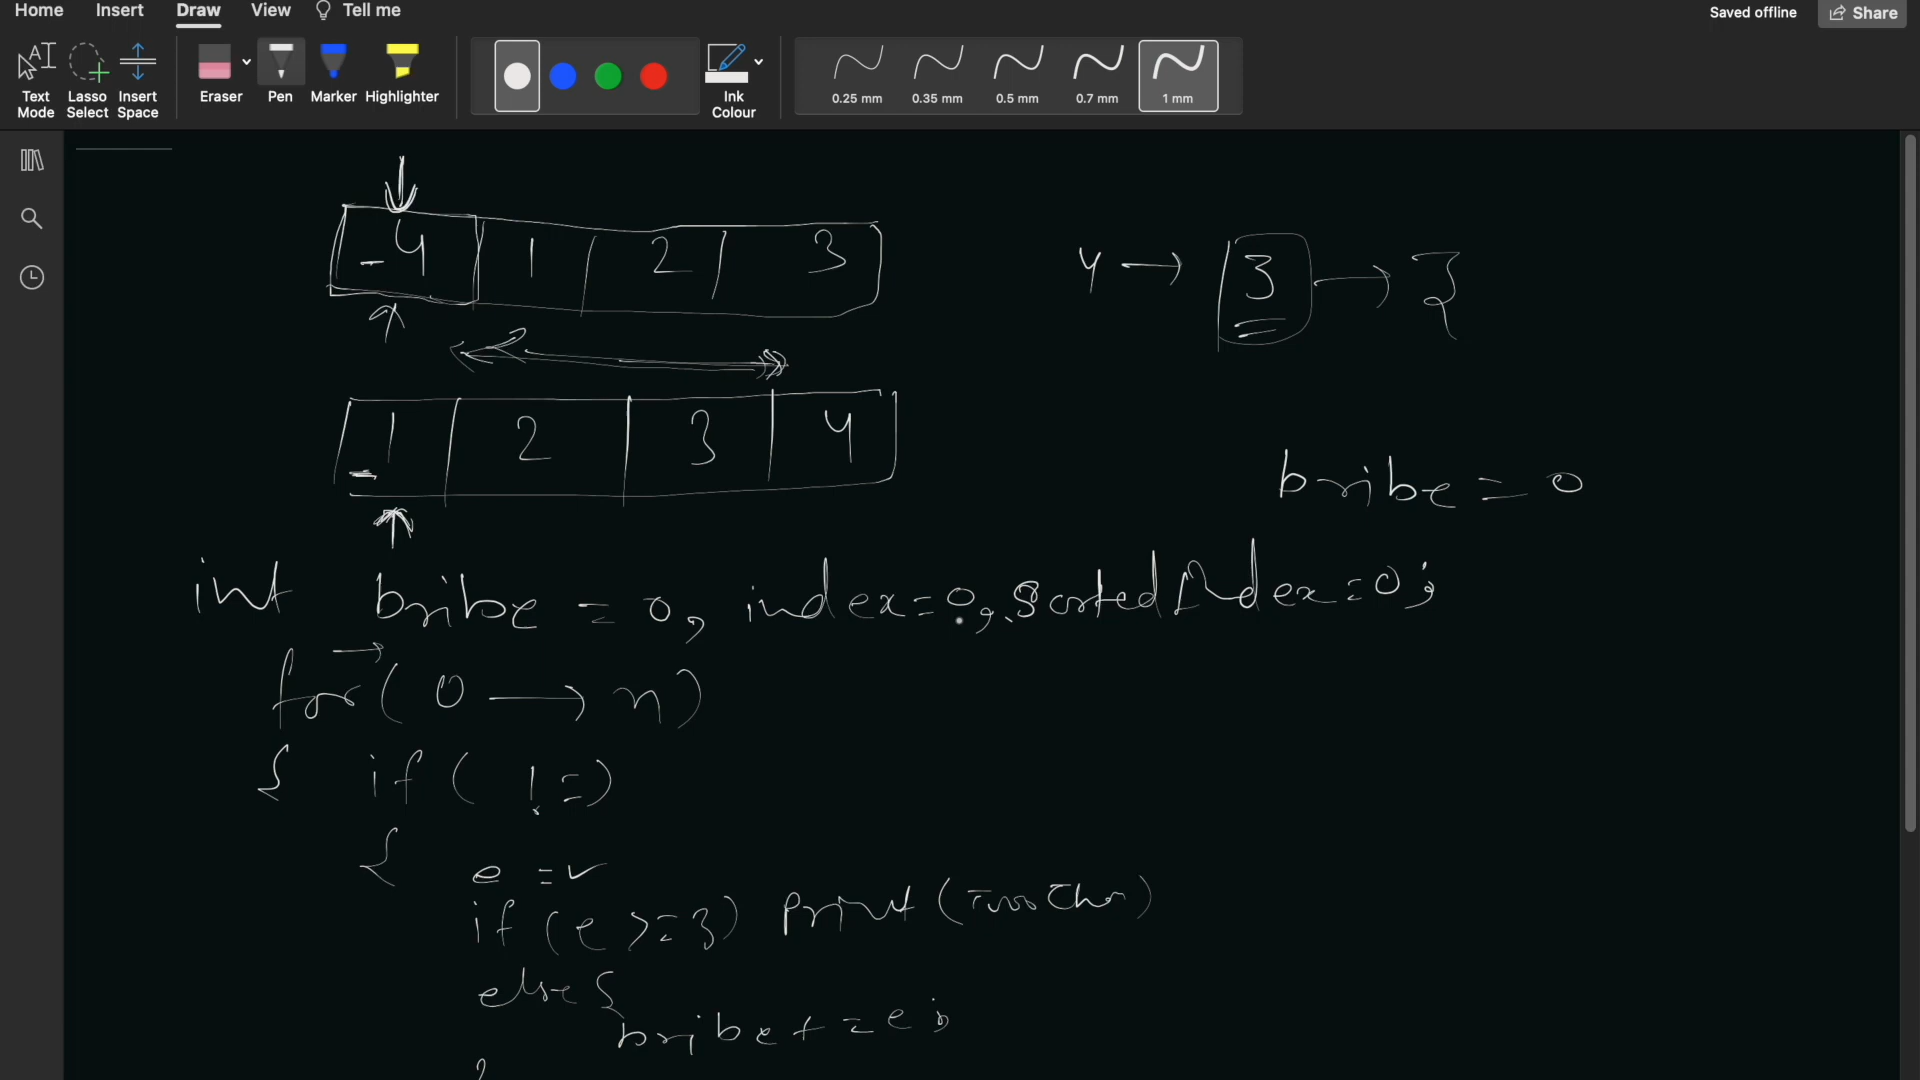 Home Insert Draw View Tell me
Saved offline Share
Text Mode
Lasso Select
Insert Space
Eraser
Pen
Marker
Highlighter
Ink Colour
0.25 mm
0.35 mm
0.5 mm
0.7 mm
1 mm
4 1 2 3
4 → 3 →
1 2 3 4
bribe = 0
int bribe = 0, index=0, sortedIndex=0;
for( 0 → n)
{ if ( != )
{
e =
if (e >= 3) print(
else {
bribe += e;